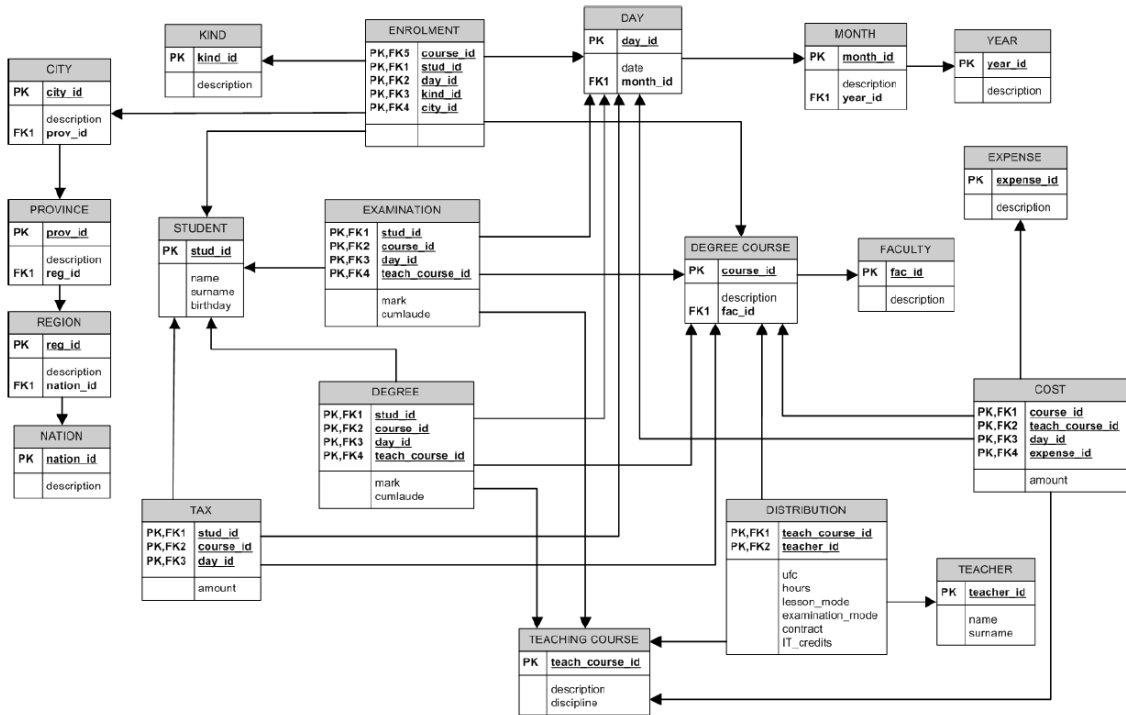 KIND
PK kind_id
description
ENROLMENT
PK,FK5 course_id
PK,FK1 stud_id
PK,FK2 day_id
PK,FK3 kind_id
PK,FK4 city_id
DAY
PK day_id
date
FK1 month_id
MONTH
PK month_id
description
FK1 year_id
YEAR
PK year_id
description
CITY
PK city_id
description
FK1 prov_id
PROVINCE
PK prov_id
description
FK1 reg_id
REGION
PK reg_id
description
FK1 nation_id
NATION
PK nation_id
description
STUDENT
PK stud_id
name
surname
birthday
EXAMINATION
PK,FK1 stud_id
PK,FK2 course_id
PK,FK3 day_id
PK,FK4 teach_course_id
mark
cumlaude
DEGREE COURSE
PK course_id
description
FK1 fac_id
FACULTY
PK fac_id
description
EXPENSE
PK expense_id
description
DEGREE
PK,FK1 stud_id
PK,FK2 course_id
PK,FK3 day_id
PK,FK4 teach_course_id
mark
cumlaude
COST
PK,FK1 course_id
PK,FK2 teach_course_id
PK,FK3 day_id
PK,FK4 expense_id
amount
TAX
PK,FK1 stud_id
PK,FK2 course_id
PK,FK3 day_id
amount
DISTRIBUTION
PK,FK1 teach_course_id
PK,FK2 teacher_id
ufc
hours
lesson_mode
examination_mode
contract
IT_credits
TEACHER
PK teacher_id
name
surname
TEACHING COURSE
PK teach_course_id
description
discipline